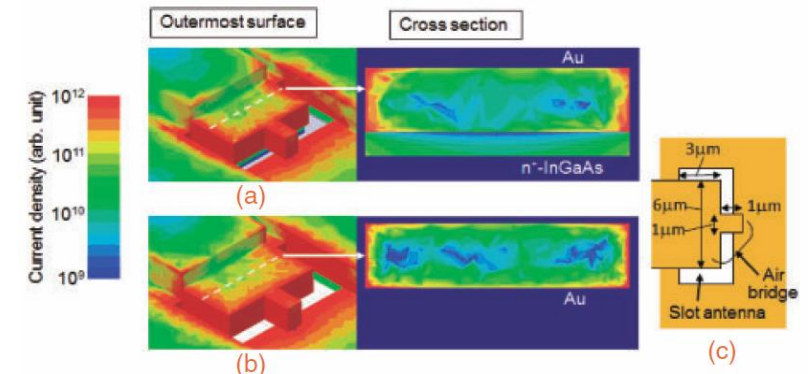 Outermost surface
Cross section
Current density (arb. unit)
10¹²
10¹¹
10¹⁰
10⁹
Au
n⁺-InGaAs
(a)
Au
(b)
3μm
6μm
1μm
1μm
Air
bridge
Slot antenna
(c)